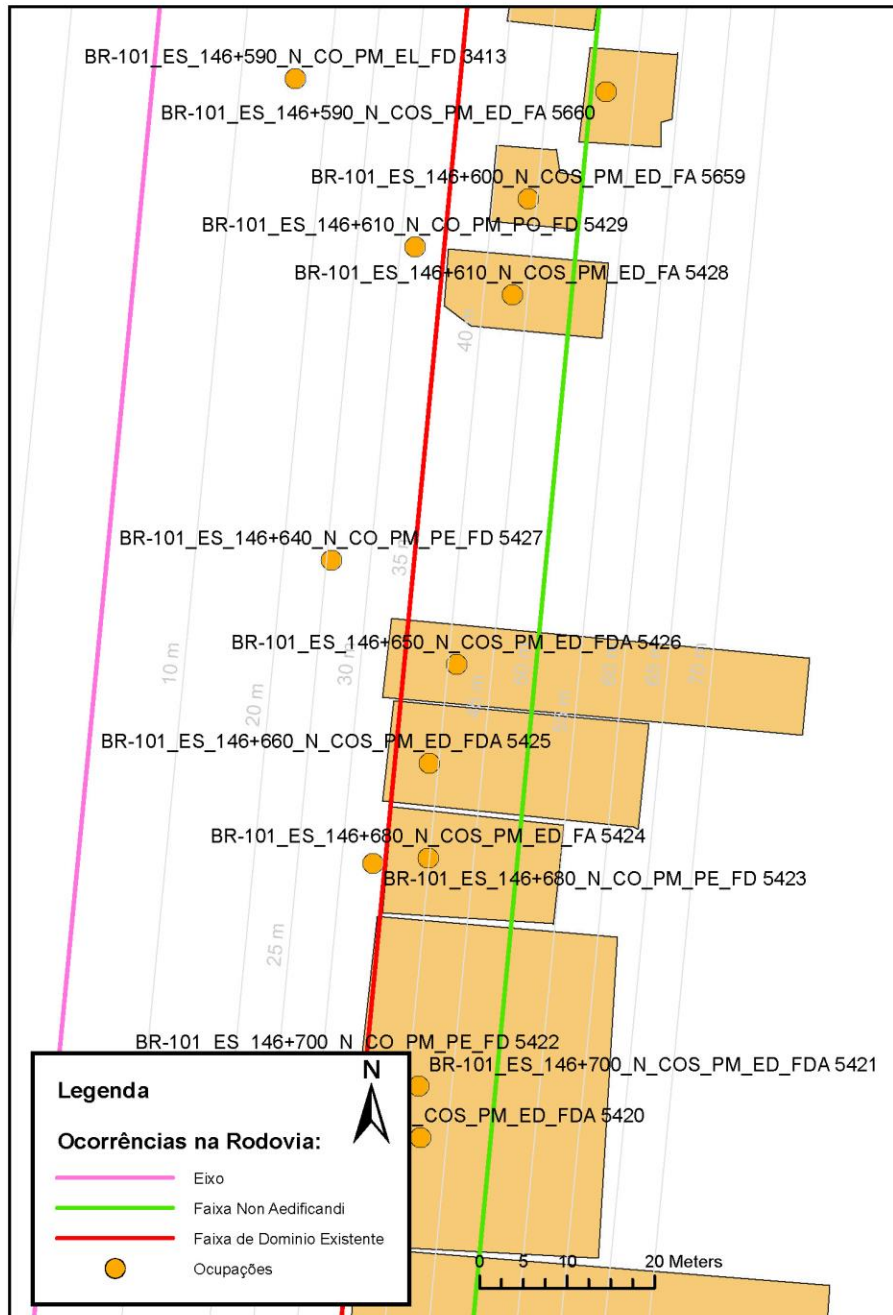 BR-101_ES_146+590_N_CO_PM_EL_FD 3413
BR-101_ES_146+590_N_COS_PM_ED_FA 5660
BR-101_ES_146+600_N_COS_PM_ED_FA 5659
BR-101_ES_146+610_N_CO_PM_PO_FD 5429
BR-101_ES_146+610_N_COS_PM_ED_FA 5428
40 m
BR-101_ES_146+640_N_CO_PM_PE_FD 5427
35 m
BR-101_ES_146+650_N_COS_PM_ED_FDA 5426
10 m
20 m
30 m
70 m
BR-101_ES_146+660_N_COS_PM_ED_FDA 5425
BR-101_ES_146+680_N_COS_PM_ED_FA 5424
BR-101_ES_146+680_N_CO_PM_PE_FD 5423
25 m
BR-101_ES_146+700_N_CO_PM_PE_FD 5422
BR-101_ES_146+700_N_COS_PM_ED_FDA 5421
_COS_PM_ED_FDA 5420
N
Legenda
Ocorrências na Rodovia:
Eixo
Faixa Non Aedificandi
Faixa de Dominio Existente
Ocupações
0 5 10 20 Meters